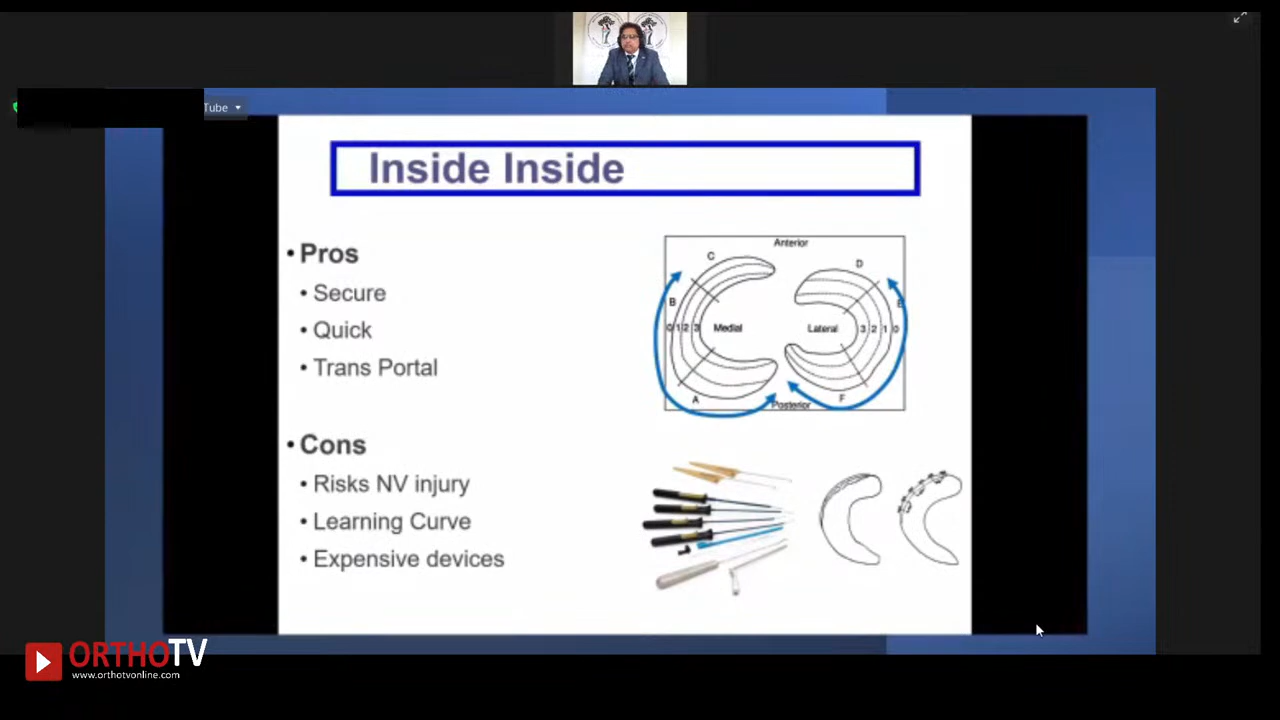 Tube
Inside Inside
• Pros
• Secure
• Quick
• Trans Portal
• Cons
• Risks NV injury
• Learning Curve
• Expensive devices
Anterior
C
D
B
E
0 1 2 3 Medial
Lateral 3 2 1 0
A
F
Posterior
ORTHOTV
www.orthotvonline.com